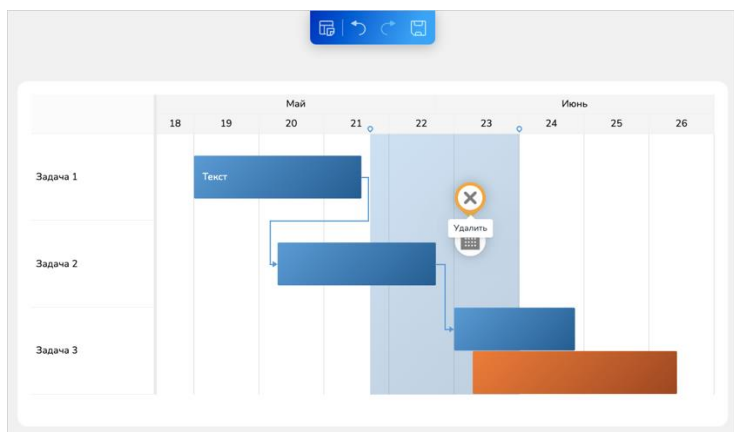 Май Июнь
18 19 20 21 22 23 24 25 26
Задача 1
Текст
Удалить
Задача 2
Задача 3